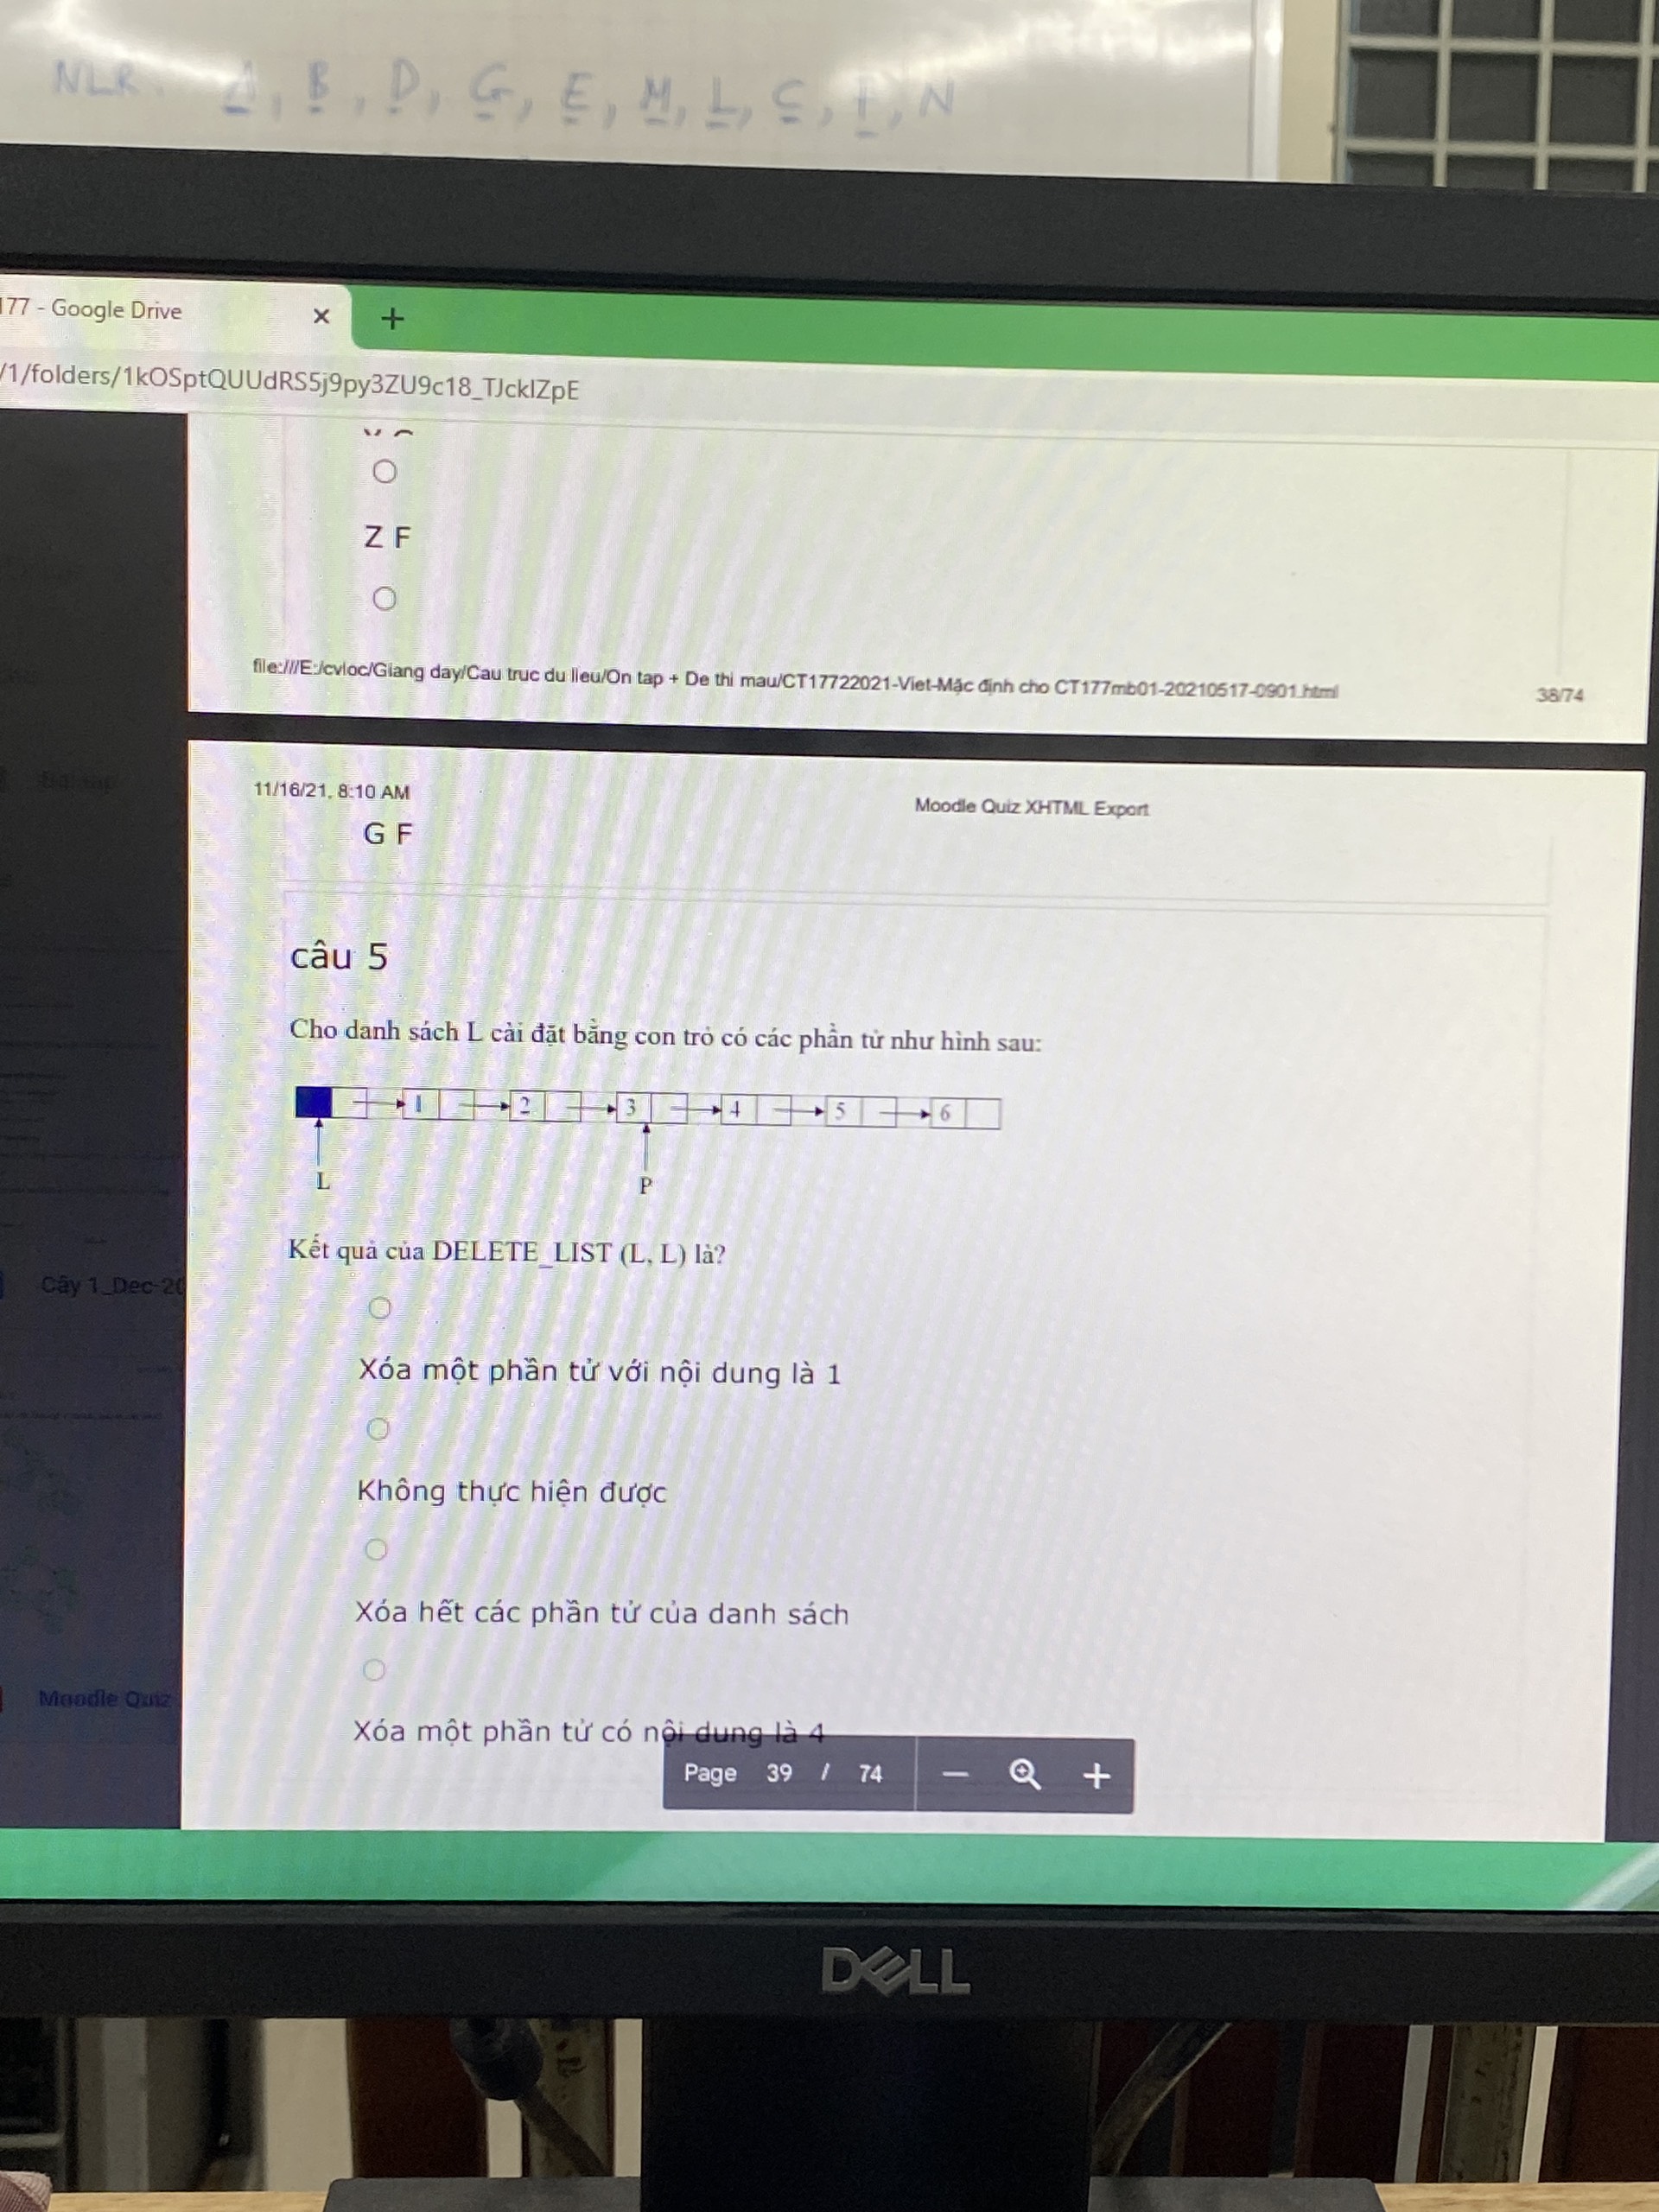 NLR. A, B, D, G, E, M, L, C, F, N
177 - Google Drive
/1/folders/1kOSptQUUdRS5j9py3ZU9c18_TJcklZpE
Z F
file:///E:/cvloc/Giang day/Cau truc du lieu/On tap + De thi mau/CT17722021-Viet-Mặc định cho CT177mb01-20210517-0901.html 38/74
11/16/21, 8:10 AM Moodle Quiz XHTML Export
G F
câu 5
Cho danh sách L cài đặt bằng con trỏ có các phần tử như hình sau:
1 2 3 4 5 6
L P
Kết quả của DELETE_LIST (L, L) là?
Xóa một phần tử với nội dung là 1
Không thực hiện được
Xóa hết các phần tử của danh sách
Xóa một phần tử có nội dung là 4
Page 39 / 74
Cây 1_Dec-20
Moodle Quiz
DELL